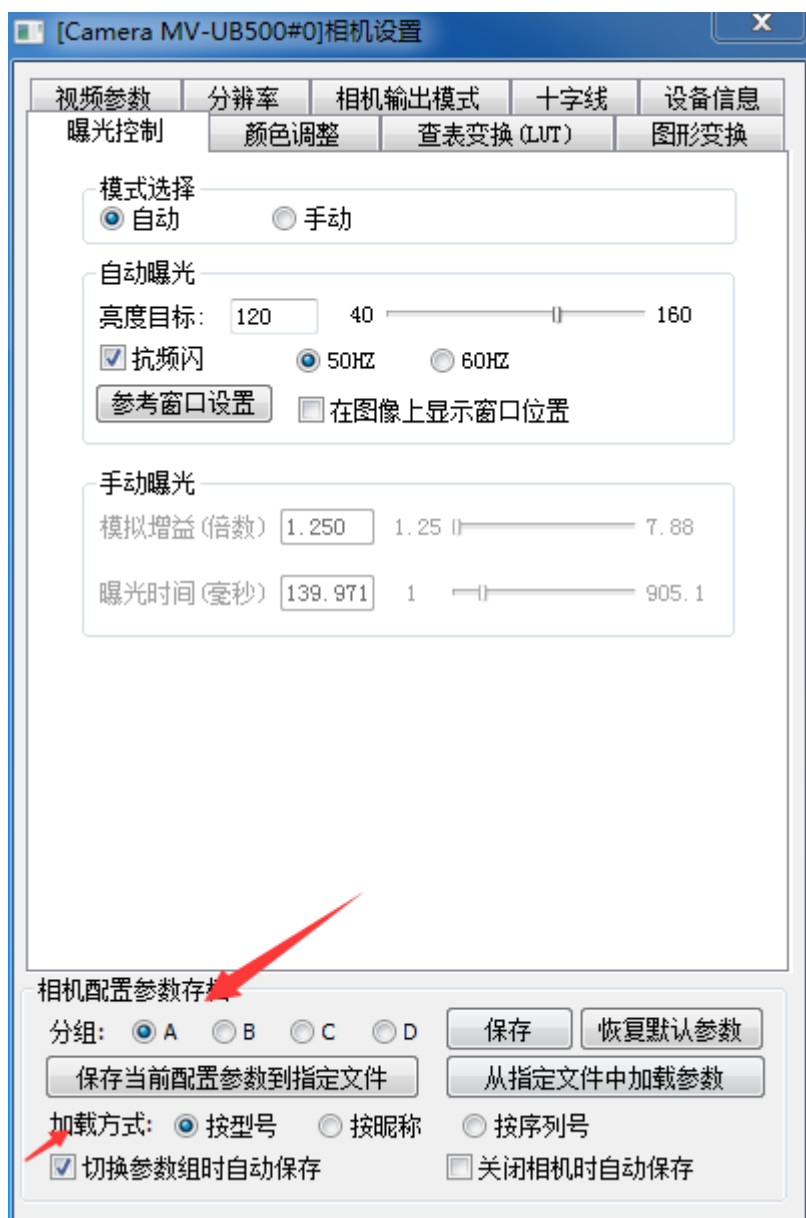 [Camera MV-UB500#0]相机设置
视频参数 分辨率 相机输出模式 十字线 设备信息
曝光控制 颜色调整 查表变换(LUT) 图形变换
模式选择
自动 手动
自动曝光
亮度目标: 120 40 160
抗频闪 50HZ 60HZ
参考窗口设置 在图像上显示窗口位置
手动曝光
模拟增益(倍数) 1.250 1.25 7.88
曝光时间(毫秒) 139.971 1 905.1
相机配置参数存档
分组: A B C D 保存 恢复默认参数
保存当前配置参数到指定文件 从指定文件中加载参数
加载方式: 按型号 按昵称 按序列号
切换参数组时自动保存 关闭相机时自动保存